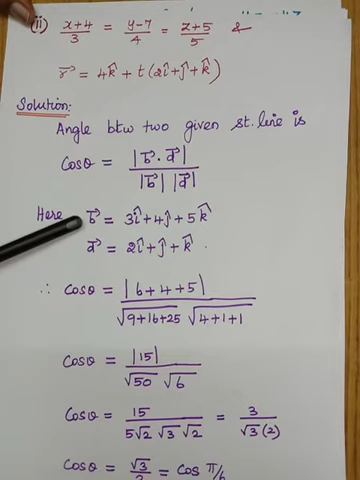 (ii) x+4/3 = y-7/4 = z+5/5 &
r⃗ = 4k̂ + t(2î+ĵ+k̂)
Solution:
Angle btw two given st. line is
Cosθ = |b⃗ · d⃗| / |b⃗| |d⃗|
Here b⃗ = 3î+4ĵ+5k̂
d⃗ = 2î+ĵ+k̂.
∴ Cosθ = |6+4+5| / √9+16+25 √4+1+1
Cosθ = |15| / √50 √6
Cosθ = 15 / 5√2 √3 √2 = 3 / √3(2)
Cosθ = √3/2 = Cos π/6